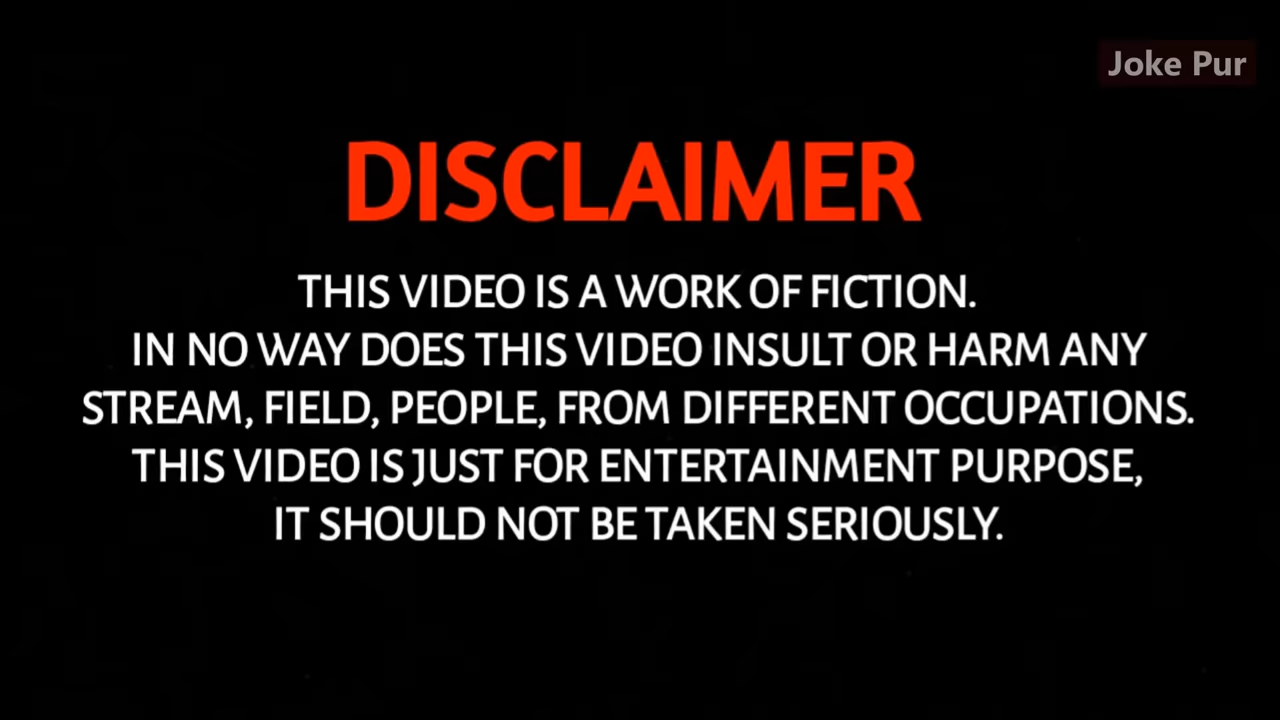 Joke Pur
DISCLAIMER
THIS VIDEO IS A WORK OF FICTION.
IN NO WAY DOES THIS VIDEO INSULT OR HARM ANY
STREAM, FIELD, PEOPLE, FROM DIFFERENT OCCUPATIONS.
THIS VIDEO IS JUST FOR ENTERTAINMENT PURPOSE,
IT SHOULD NOT BE TAKEN SERIOUSLY.